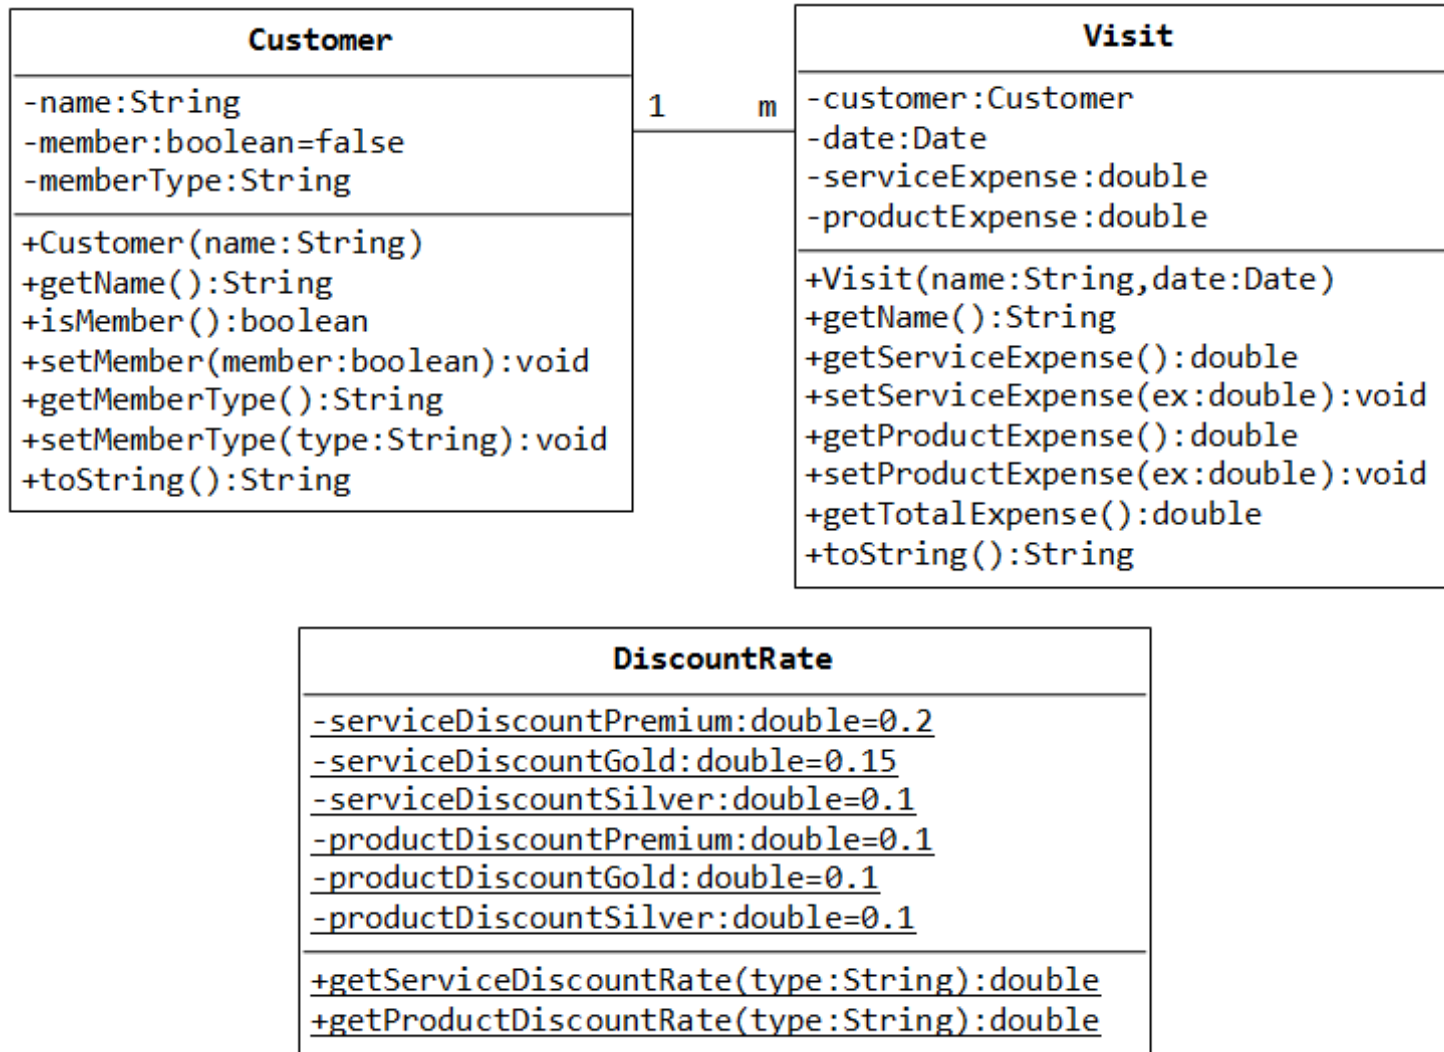 Customer
-name:String
-member:boolean=false
-memberType:String
+Customer(name:String)
+getName():String
+isMember():boolean
+setMember(member:boolean):void
+getMemberType():String
+setMemberType(type:String):void
+toString():String
1 m
Visit
-customer:Customer
-date:Date
-serviceExpense:double
-productExpense:double
+Visit(name:String,date:Date)
+getName():String
+getServiceExpense():double
+setServiceExpense(ex:double):void
+getProductExpense():double
+setProductExpense(ex:double):void
+getTotalExpense():double
+toString():String
DiscountRate
-serviceDiscountPremium:double=0.2
-serviceDiscountGold:double=0.15
-serviceDiscountSilver:double=0.1
-productDiscountPremium:double=0.1
-productDiscountGold:double=0.1
-productDiscountSilver:double=0.1
+getServiceDiscountRate(type:String):double
+getProductDiscountRate(type:String):double